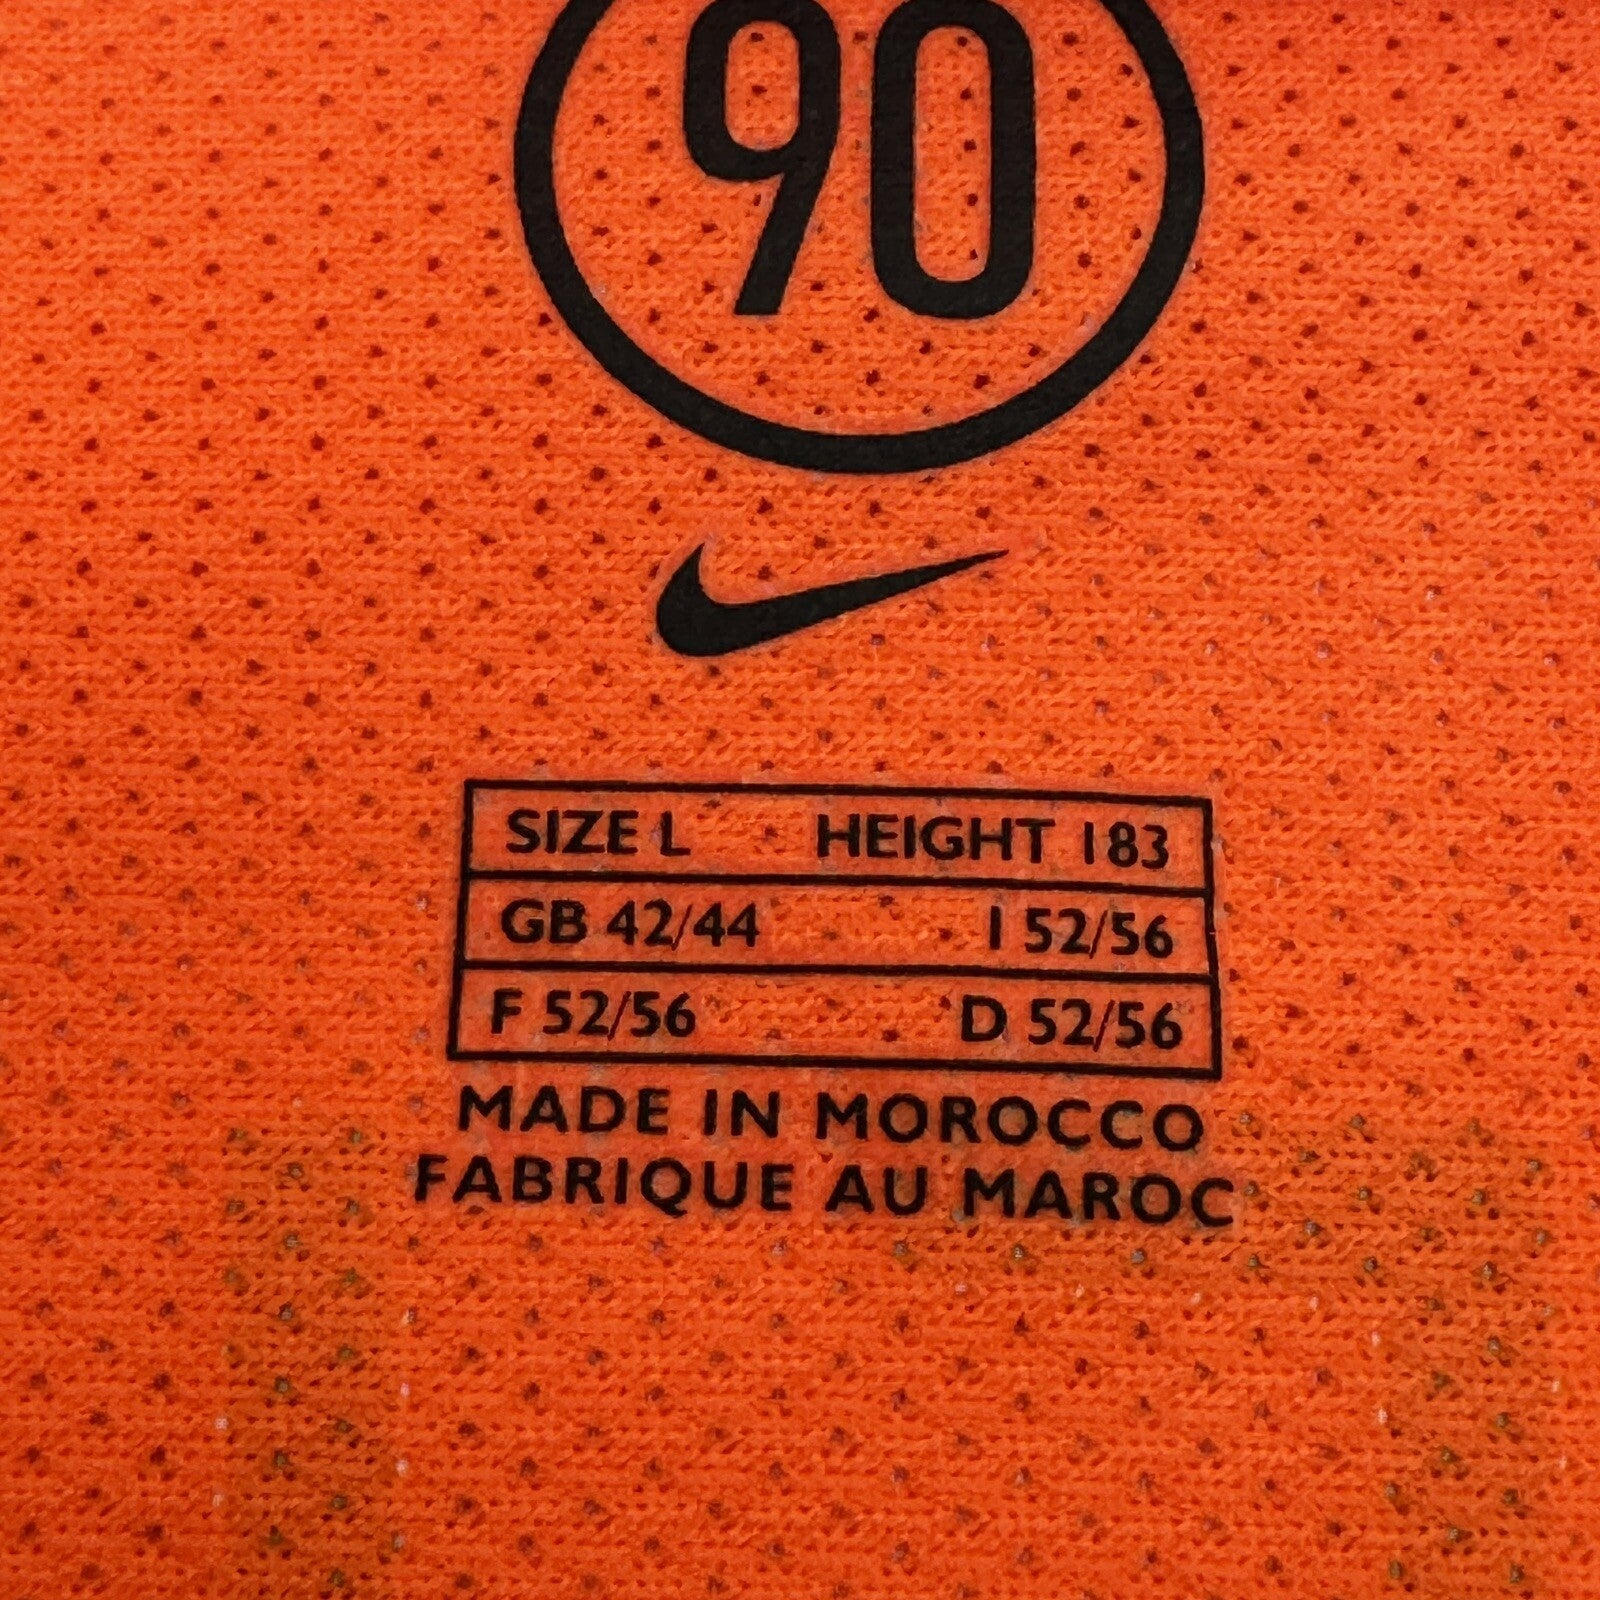 90
SIZE L HEIGHT 183
GB 42/44 I 52/56
F 52/56 D 52/56
MADE IN MOROCCO
FABRIQUE AU MAROC